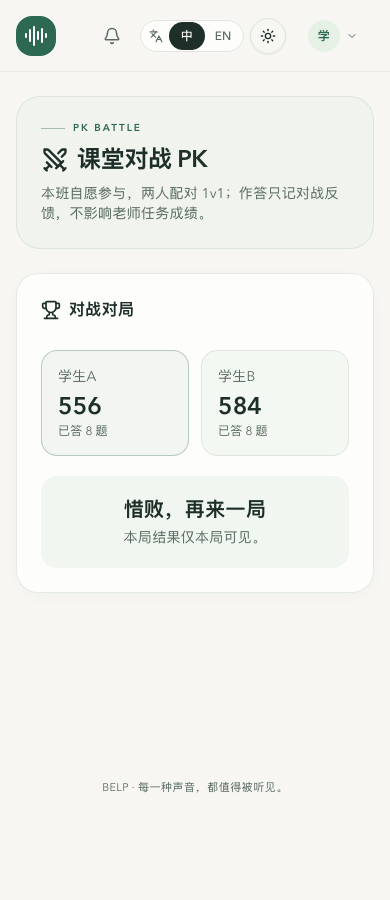 中 EN 学
PK BATTLE
课堂对战 PK
本班自愿参与，两人配对 1v1；作答只记对战反
馈，不影响老师任务成绩。
对战对局
学生A
556
已答 8 题
学生B
584
已答 8 题
惜败，再来一局
本局结果仅本局可见。
BELP · 每一种声音，都值得被听见。